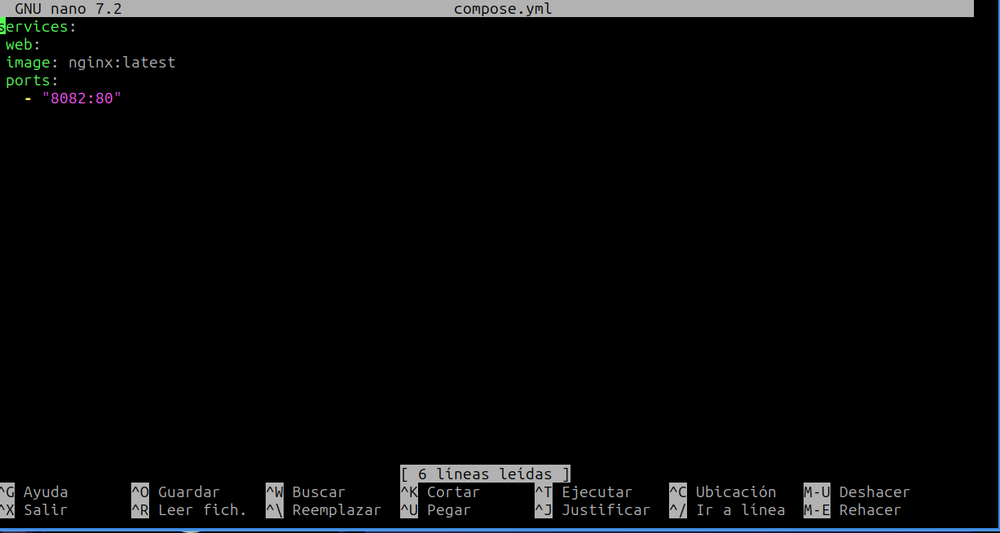 GNU nano 7.2 compose.yml
services:
web:
image: nginx:latest
ports:
- "8082:80"
[ 6 líneas leídas ]
^G Ayuda ^O Guardar ^W Buscar ^K Cortar ^T Ejecutar ^C Ubicación M-U Deshacer
^X Salir ^R Leer fich. ^\ Reemplazar ^U Pegar ^J Justificar ^/ Ir a línea M-E Rehacer